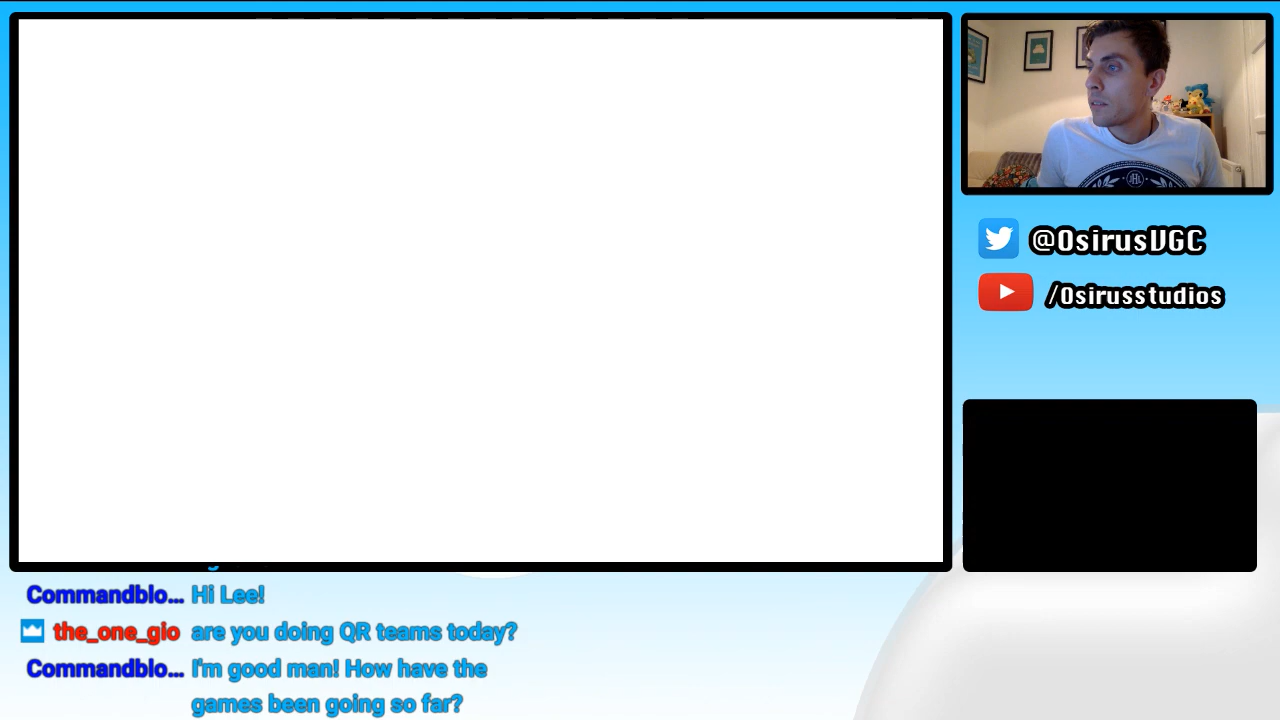 @OsirusVGC
/Osirusstudios
Commandblo... Hi Lee!
the_one_gio are you doing QR teams today?
Commandblo... I'm good man! How have the
games been going so far?